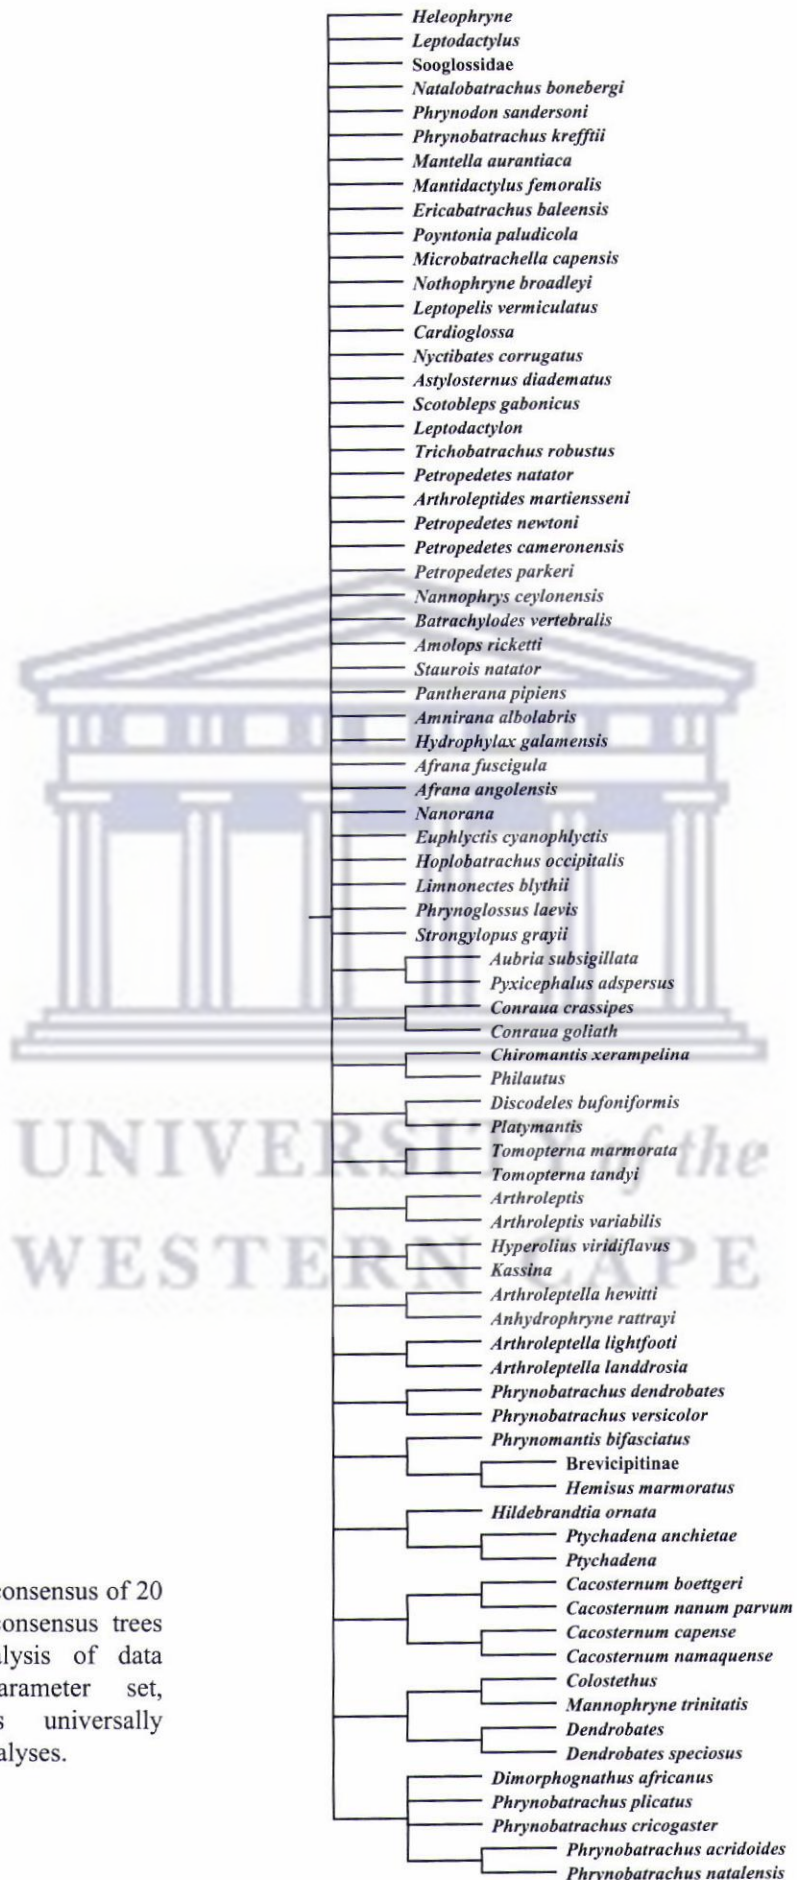 Heleophryne
Leptodactylus
Sooglossidae
Natalobatrachus bonebergi
Phrynodon sandersoni
Phrynobatrachus krefftii
Mantella aurantiaca
Mantidactylus femoralis
Ericabatrachus baleensis
Poyntonia paludicola
Microbatrachella capensis
Nothophryne broadleyi
Leptopelis vermiculatus
Cardioglossa
Nyctibates corrugatus
Astylosternus diadematus
Scotobleps gabonicus
Leptodactylon
Trichobatrachus robustus
Petropedetes natator
Arthroleptides martiensseni
Petropedetes newtoni
Petropedetes cameronensis
Petropedetes parkeri
Nannophrys ceylonensis
Batrachylodes vertebralis
Amolops ricketti
Staurois natator
Pantherana pipiens
Amnirana albolabris
Hydrophylax galamensis
Afrana fuscigula
Afrana angolensis
Nanorana
Euphlyctis cyanophlyctis
Hoplobatrachus occipitalis
Limnonectes blythii
Phrynoglossus laevis
Strongylopus grayii
Aubria subsigillata
Pyxicephalus adspersus
Conraua crassipes
Conraua goliath
Chiromantis xerampelina
Philautus
Discodeles bufoniformis
Platymantis
Tomopterna marmorata
Tomopterna tandyi
Arthroleptis
Arthroleptis variabilis
Hyperolius viridiflavus
Kassina
Arthroleptella hewitti
Anhydrophryne rattrayi
Arthroleptella lightfooti
Arthroleptella landdrosia
Phrynobatrachus dendrobates
Phrynobatrachus versicolor
Phrynomantis bifasciatus
Brevicipitinae
Hemisus marmoratus
Hildebrandtia ornata
Ptychadena anchietae
Ptychadena
Cacosternum boettgeri
Cacosternum nanum parvum
Cacosternum capense
Cacosternum namaquense
Colostethus
Mannophryne trinitatis
Dendrobates
Dendrobates speciosus
Dimorphognathus africanus
Phrynobatrachus plicatus
Phrynobatrachus cricogaster
Phrynobatrachus acridoides
Phrynobatrachus natalensis
UNIVERSITY of the
WESTERN CAPE
consensus of 20
consensus trees
alysis of data
arameter set,
s universally
alyses.